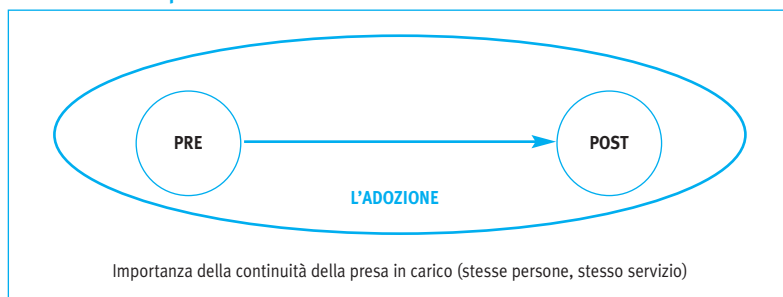 PRE
POST
L'ADOZIONE
Importanza della continuità della presa in carico (stesse persone, stesso servizio)